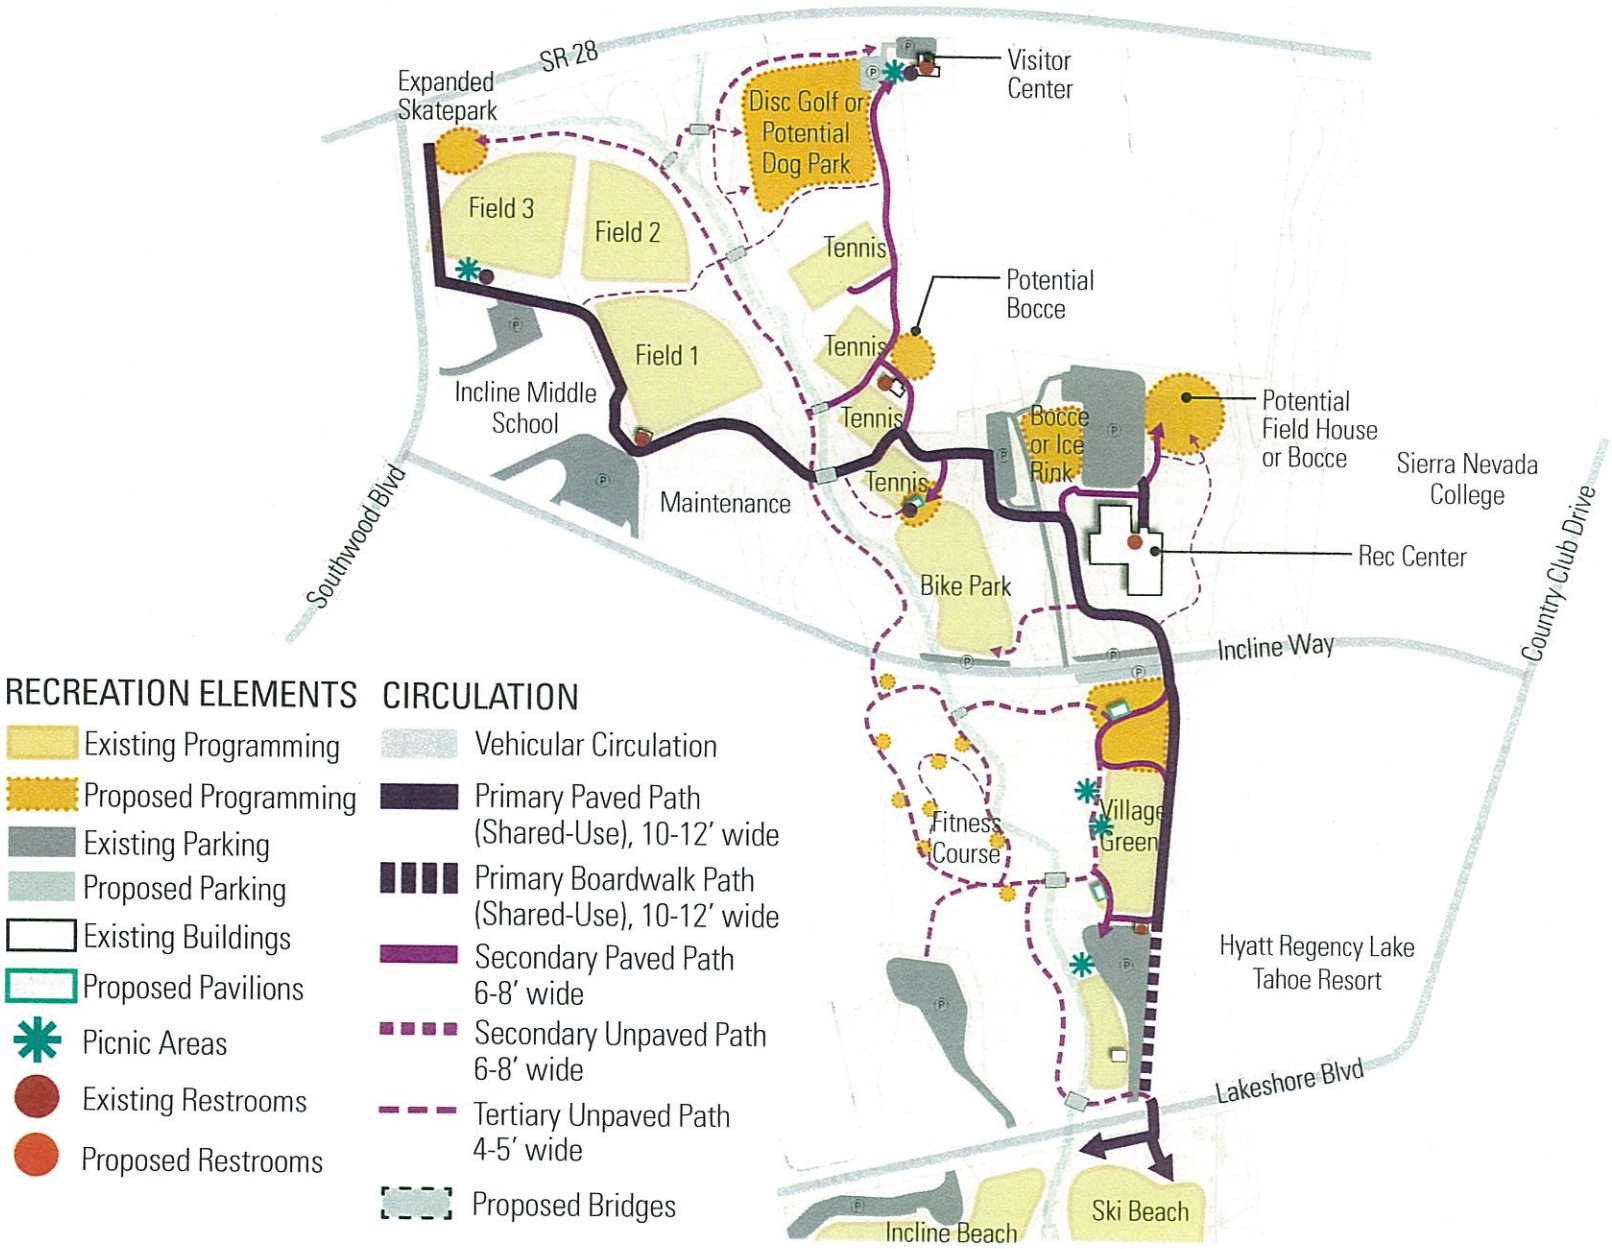 SR 28
Expanded
Skatepark
Visitor
Center
P
P
Disc Golf or
Potential
Dog Park
Field 3
Field 2
Tennis
Potential
Bocce
P
Field 1
Tennis
Incline Middle
School
Tennis
Bocce
or Ice
Rink
P
P
Potential
Field House
or Bocce
Sierra Nevada
College
P
Maintenance
Tennis
Southwood Blvd
Bike Park
Rec Center
Country Club Drive
P
P
P
Incline Way
Village
Green
Fitness
Course
P
P
Hyatt Regency Lake
Tahoe Resort
Lakeshore Blvd
P
Incline Beach
Ski Beach
RECREATION ELEMENTS
Existing Programming
Proposed Programming
Existing Parking
Proposed Parking
Existing Buildings
Proposed Pavilions
Picnic Areas
Existing Restrooms
Proposed Restrooms
CIRCULATION
Vehicular Circulation
Primary Paved Path
(Shared-Use), 10-12' wide
Primary Boardwalk Path
(Shared-Use), 10-12' wide
Secondary Paved Path
6-8' wide
Secondary Unpaved Path
6-8' wide
Tertiary Unpaved Path
4-5' wide
Proposed Bridges